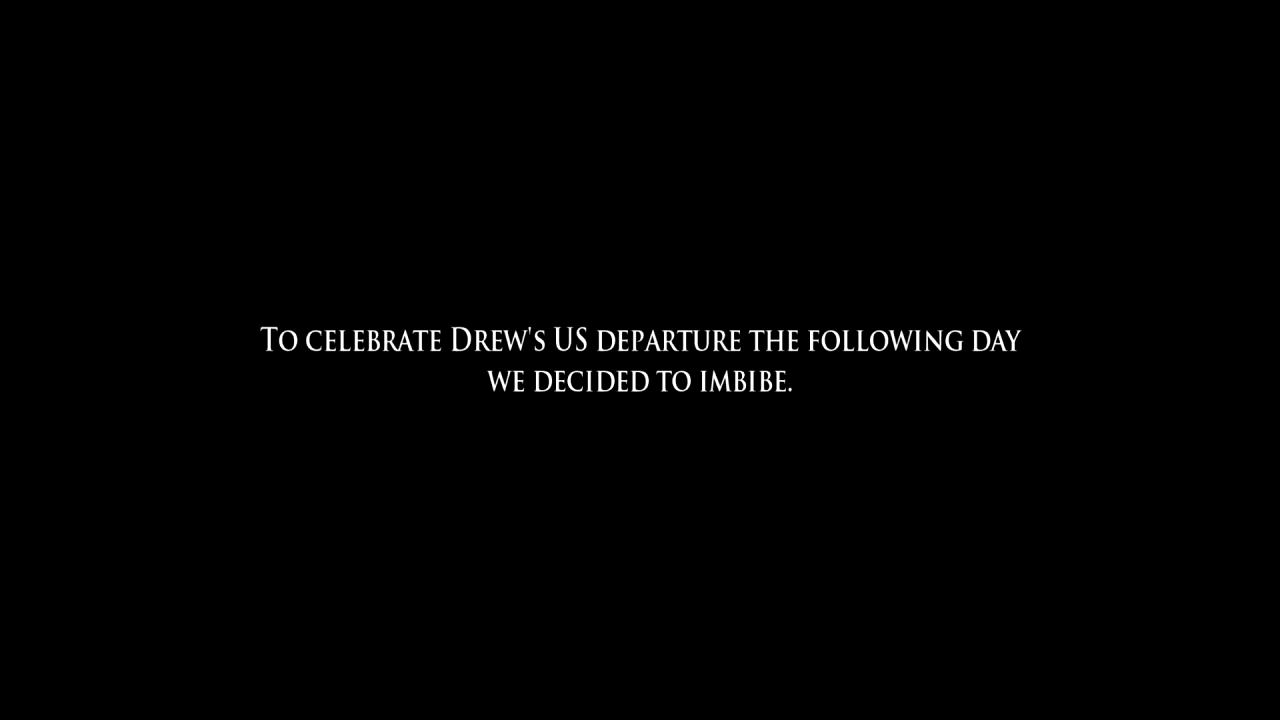 To celebrate Drew's US departure the following day
we decided to imbibe.